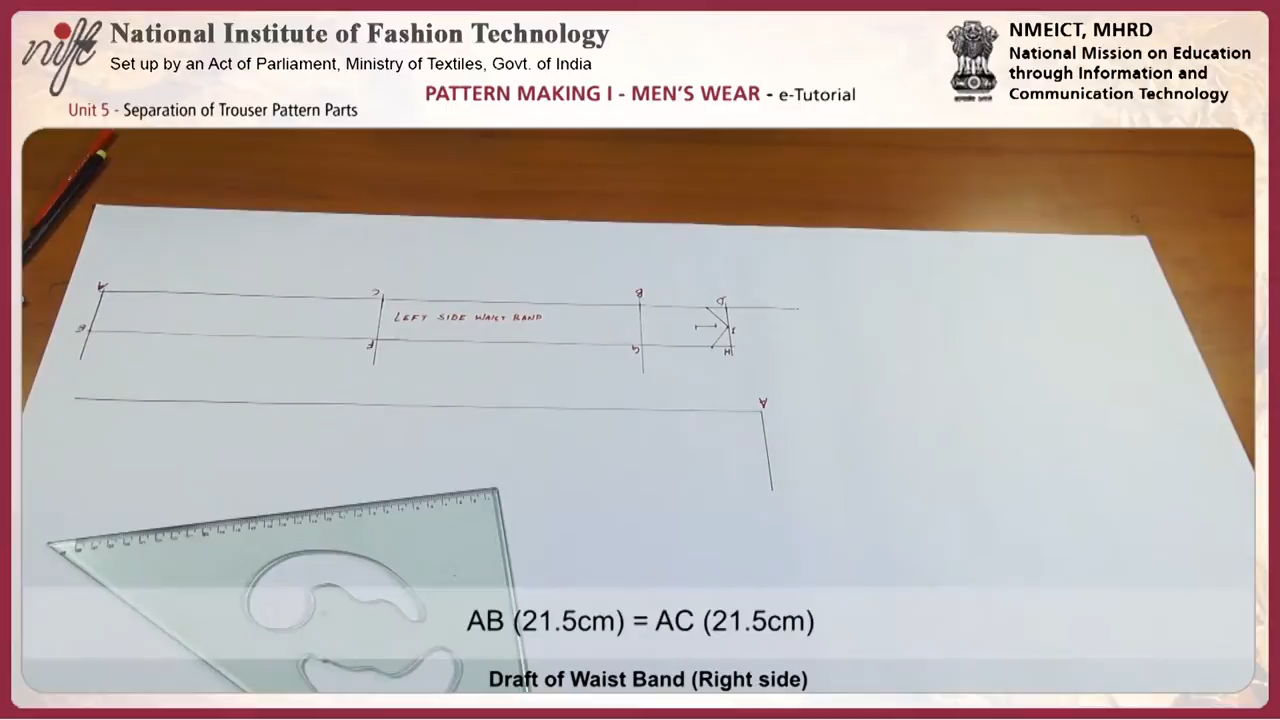 nift
National Institute of Fashion Technology
Set up by an Act of Parliament, Ministry of Textiles, Govt. of India
NMEICT, MHRD
National Mission on Education
through Information and
Communication Technology
PATTERN MAKING I - MEN'S WEAR - e-Tutorial
Unit 5 - Separation of Trouser Pattern Parts
A
C
B
D
LEFT SIDE WAIST BAND
E
F
G
I
H
A
AB (21.5cm) = AC (21.5cm)
Draft of Waist Band (Right side)